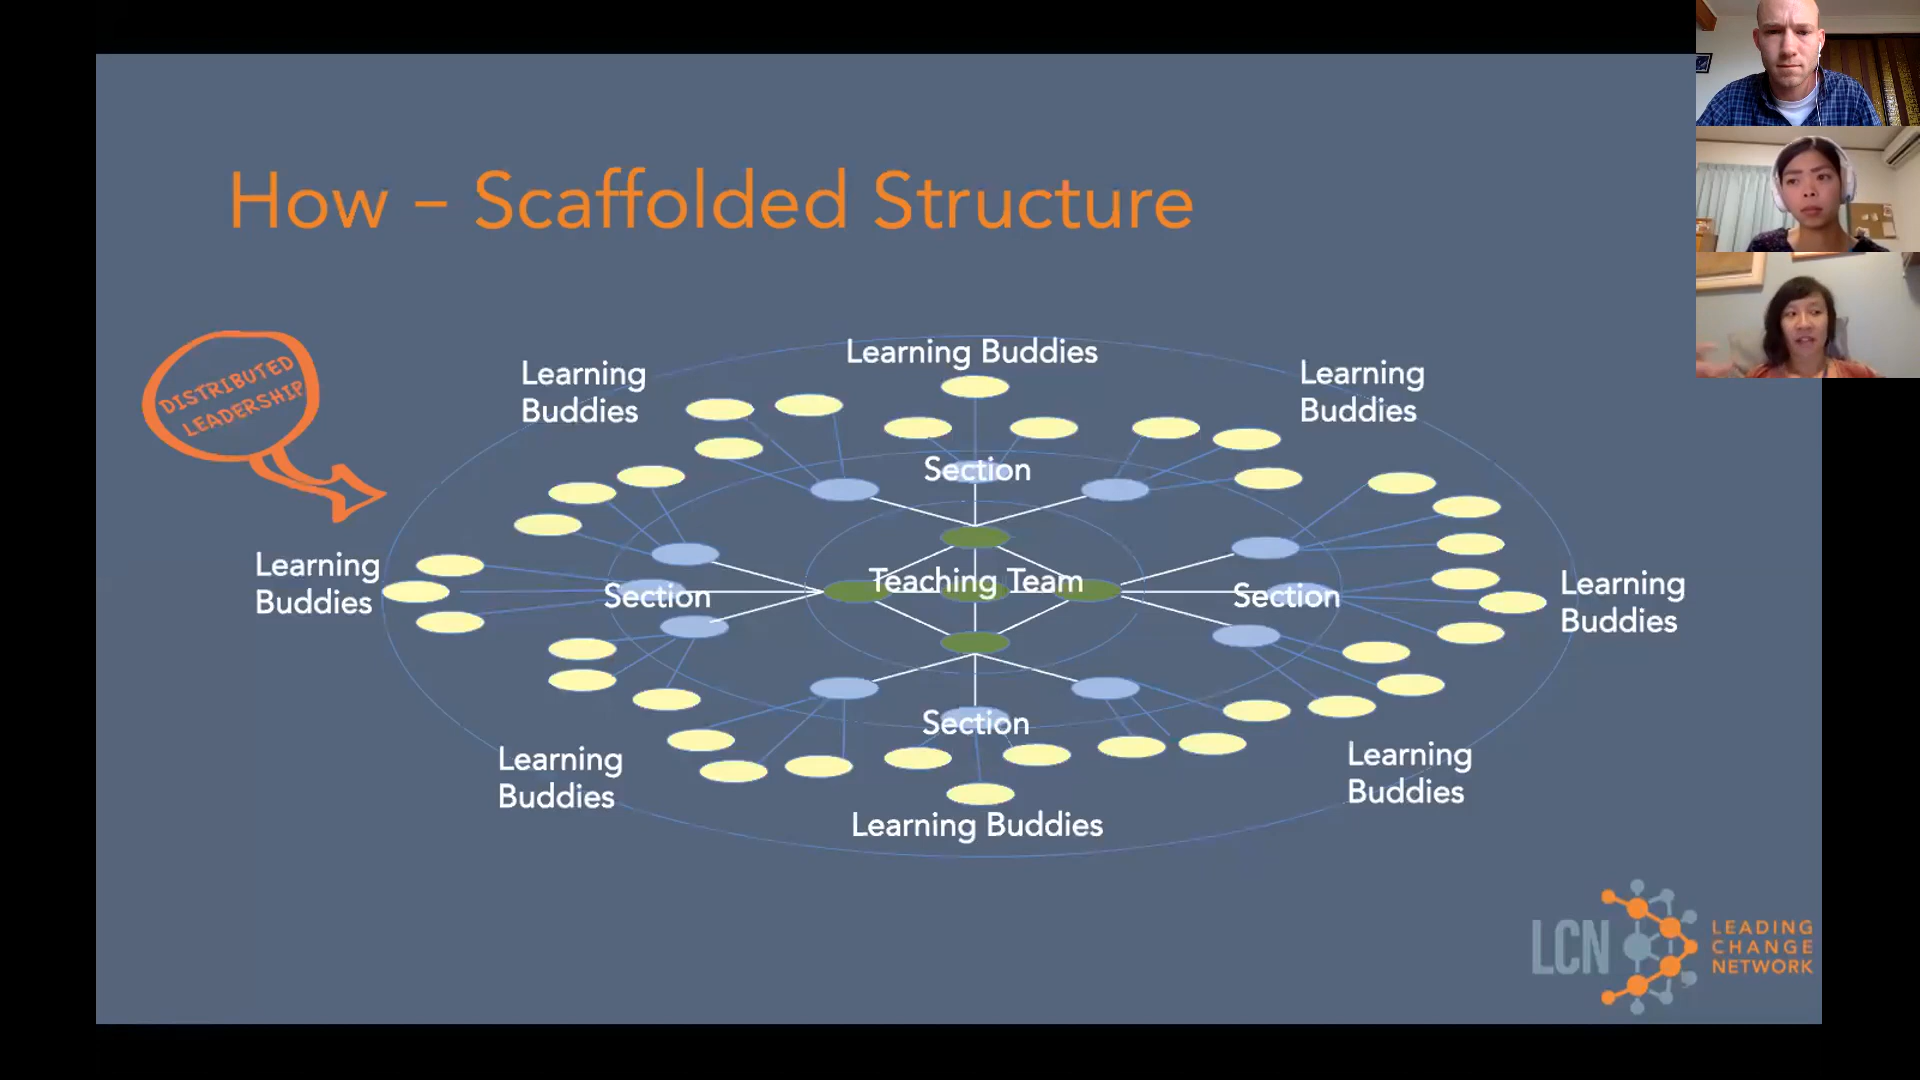 How – Scaffolded Structure
DISTRIBUTED
LEADERSHIP
Learning Buddies
Learning
Buddies
Learning
Buddies
Section
Learning
Buddies
Teaching Team
Section
Section
Learning
Buddies
Section
Learning
Buddies
Learning
Buddies
Learning Buddies
LCN
LEADING
CHANGE
NETWORK